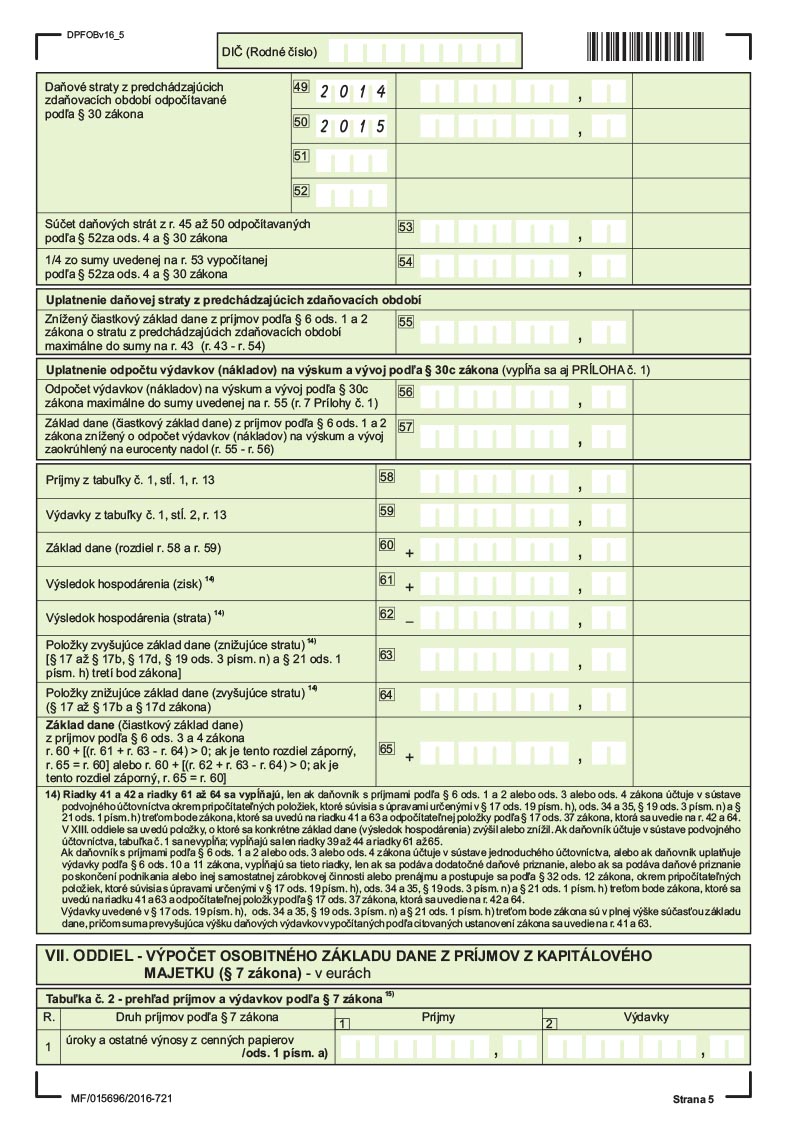 DPFOBv16_5
DIČ (Rodné číslo)
Daňové straty z predchádzajúcich
zdaňovacích období odpočítavané
podľa § 30 zákona
49 2 0 1 4 ,
50 2 0 1 5 ,
51
52
Súčet daňových strát z r. 45 až 50 odpočítavaných
podľa § 52za ods. 4 a § 30 zákona
53 ,
1/4 zo sumy uvedenej na r. 53 vypočítanej
podľa § 52za ods. 4 a § 30 zákona
54 ,
Uplatnenie daňovej straty z predchádzajúcich zdaňovacích období
Znížený čiastkový základ dane z príjmov podľa § 6 ods. 1 a 2
zákona o stratu z predchádzajúcich zdaňovacích období
maximálne do sumy na r. 43 (r. 43 - r. 54)
55 ,
Uplatnenie odpočtu výdavkov (nákladov) na výskum a vývoj podľa § 30c zákona (vypĺňa sa aj PRÍLOHA č. 1)
Odpočet výdavkov (nákladov) na výskum a vývoj podľa § 30c
zákona maximálne do sumy uvedenej na r. 55 (r. 7 Prílohy č. 1)
56 ,
Základ dane (čiastkový základ dane) z príjmov podľa § 6 ods. 1 a 2
zákona znížený o odpočet výdavkov (nákladov) na výskum a vývoj
zaokrúhlený na eurocenty nadol (r. 55 - r. 56)
57 ,
Príjmy z tabuľky č. 1, stĺ. 1, r. 13 58 ,
Výdavky z tabuľky č. 1, stĺ. 2, r. 13 59 ,
Základ dane (rozdiel r. 58 a r. 59) 60 + ,
Výsledok hospodárenia (zisk) 14) 61 + ,
Výsledok hospodárenia (strata) 14) 62 – ,
Položky zvyšujúce základ dane (znižujúce stratu) 14)
[§ 17 až § 17b, § 17d, § 19 ods. 3 písm. n) a § 21 ods. 1
písm. h) tretí bod zákona]
63 ,
Položky znižujúce základ dane (zvyšujúce stratu) 14)
(§ 17 až § 17b a § 17d zákona)
64 ,
Základ dane (čiastkový základ dane)
z príjmov podľa § 6 ods. 3 a 4 zákona
r. 60 + [(r. 61 + r. 63 - r. 64) > 0; ak je tento rozdiel záporný,
r. 65 = r. 60] alebo r. 60 + [(r. 62 + r. 63 - r. 64) > 0; ak je
tento rozdiel záporný, r. 65 = r. 60]
65 + ,
14) Riadky 41 a 42 a riadky 61 až 64 sa vypĺňajú, len ak daňovník s príjmami podľa § 6 ods. 1 a 2 alebo ods. 3 alebo ods. 4 zákona účtuje v sústave
podvojného účtovníctva okrem pripočítateľných položiek, ktoré súvisia s úpravami určenými v § 17 ods. 19 písm. h), ods. 34 a 35, § 19 ods. 3 písm. n) a §
21 ods. 1 písm. h) treťom bode zákona, ktoré sa uvedú na riadku 41 a 63 a odpočítateľnej položky podľa § 17 ods. 37 zákona, ktorá sa uvedie na r. 42 a 64.
V XIII. oddiele sa uvedú položky, o ktoré sa konkrétne základ dane (výsledok hospodárenia) zvýšil alebo znížil. Ak daňovník účtuje v sústave podvojného
účtovníctva, tabuľka č. 1 sa nevypĺňa; vypĺňajú sa len riadky 39 až 44 a riadky 61 až 65.
Ak daňovník s príjmami podľa § 6 ods. 1 a 2 alebo ods. 3 alebo ods. 4 zákona účtuje v sústave jednoduchého účtovníctva, alebo ak daňovník uplatňuje
výdavky podľa § 6 ods. 10 a 11 zákona, vypĺňajú sa tieto riadky, len ak sa podáva dodatočné daňové priznanie, alebo ak sa podáva daňové priznanie
po skončení podnikania alebo inej samostatnej zárobkovej činnosti alebo prenájmu a postupuje sa podľa § 32 ods. 12 zákona, okrem pripočítateľných
položiek, ktoré súvisia s úpravami určenými v § 17 ods. 19 písm. h), ods. 34 a 35, § 19 ods. 3 písm. n) a § 21 ods. 1 písm. h) treťom bode zákona, ktoré sa
uvedú na riadku 41 a 63 a odpočítateľnej položky podľa § 17 ods. 37 zákona, ktorá sa uvedie na r. 42 a 64.
Výdavky uvedené v § 17 ods. 19 písm. h), ods. 34 a 35, § 19 ods. 3 písm. n) a § 21 ods. 1 písm. h) treťom bode zákona sú v plnej výške súčasťou základu
dane, pričom suma prevyšujúca výšku daňových výdavkov vypočítaných podľa citovaných ustanovení zákona sa uvedie na r. 41 a 63.
VII. ODDIEL - VÝPOČET OSOBITNÉHO ZÁKLADU DANE Z PRÍJMOV Z KAPITÁLOVÉHO
MAJETKU (§ 7 zákona) - v eurách
Tabuľka č. 2 - prehľad príjmov a výdavkov podľa § 7 zákona 15)
R. Druh príjmov podľa § 7 zákona 1 Príjmy 2 Výdavky
1 úroky a ostatné výnosy z cenných papierov
/ods. 1 písm. a) , ,
MF/015696/2016-721
Strana 5